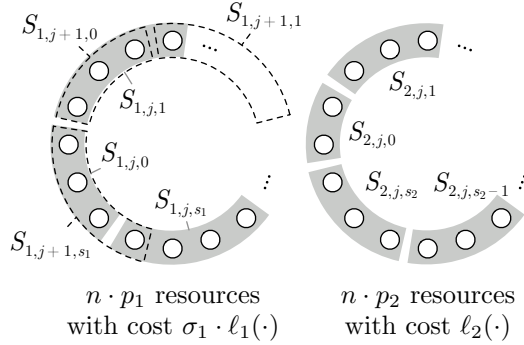 S_{1,j+1,0}
S_{1,j+1,1}
...
S_{1,j,1}
S_{1,j,0}
S_{1,j,s_1}
S_{1,j+1,s_1}
...
n · p_1 resources
with cost σ_1 · ℓ_1(·)
...
S_{2,j,1}
S_{2,j,0}
S_{2,j,s_2}
S_{2,j,s_2-1}
...
n · p_2 resources
with cost ℓ_2(·)